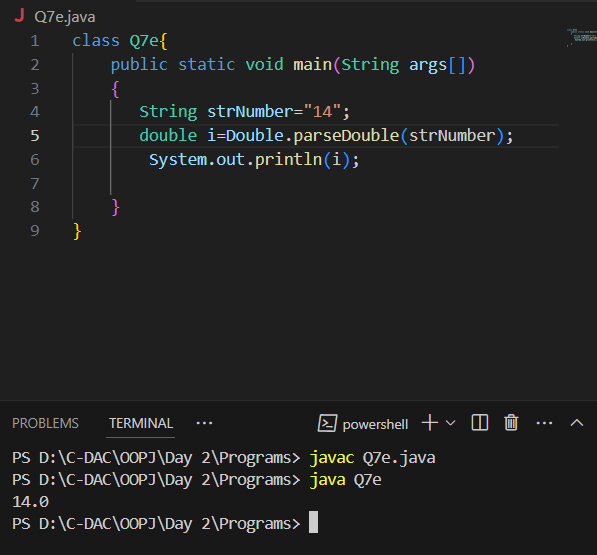 J Q7e.java
1 class Q7e{
2 public static void main(String args[])
3 {
4 String strNumber="14";
5 double i=Double.parseDouble(strNumber);
6 System.out.println(i);
7
8 }
9 }
PROBLEMS TERMINAL ··· powershell
PS D:\C-DAC\OOPJ\Day 2\Programs> javac Q7e.java
PS D:\C-DAC\OOPJ\Day 2\Programs> java Q7e
14.0
PS D:\C-DAC\OOPJ\Day 2\Programs>